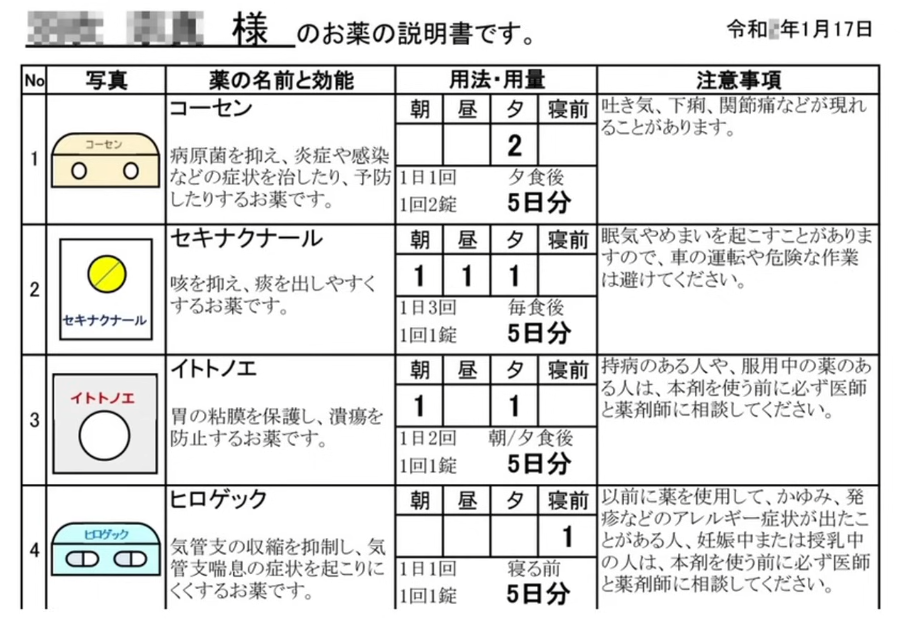 様 のお薬の説明書です。
令和 年1月17日
No 写真 薬の名前と効能 用法・用量 注意事項
1
コーセン
コーセン
病原菌を抑え、炎症や感染
などの症状を治したり、予防
したりするお薬です。
朝 昼 夕 寝前
2
1日1回 夕食後
1回2錠 5日分
吐き気、下痢、関節痛などが現れ
ることがあります。
2
セキナクナール
セキナクナール
咳を抑え、痰を出しやすく
するお薬です。
朝 昼 夕 寝前
1 1 1
1日3回 毎食後
1回1錠 5日分
眠気やめまいを起こすことがありま
すので、車の運転や危険な作業
は避けてください。
3
イトトノエ
イトトノエ
胃の粘膜を保護し、潰瘍を
防止するお薬です。
朝 昼 夕 寝前
1 1
1日2回 朝/夕食後
1回1錠 5日分
持病のある人や、服用中の薬のあ
る人は、本剤を使う前に必ず医師
と薬剤師に相談してください。
4
ヒロゲック
ヒロゲック
気管支の収縮を抑制し、気
管支喘息の症状を起こりに
くくするお薬です。
朝 昼 夕 寝前
1
1日1回 寝る前
1回1錠 5日分
以前に薬を使用して、かゆみ、発
疹などのアレルギー症状が出たこ
とがある人、妊娠中または授乳中
の人は、本剤を使う前に必ず医師
と薬剤師に相談してください。